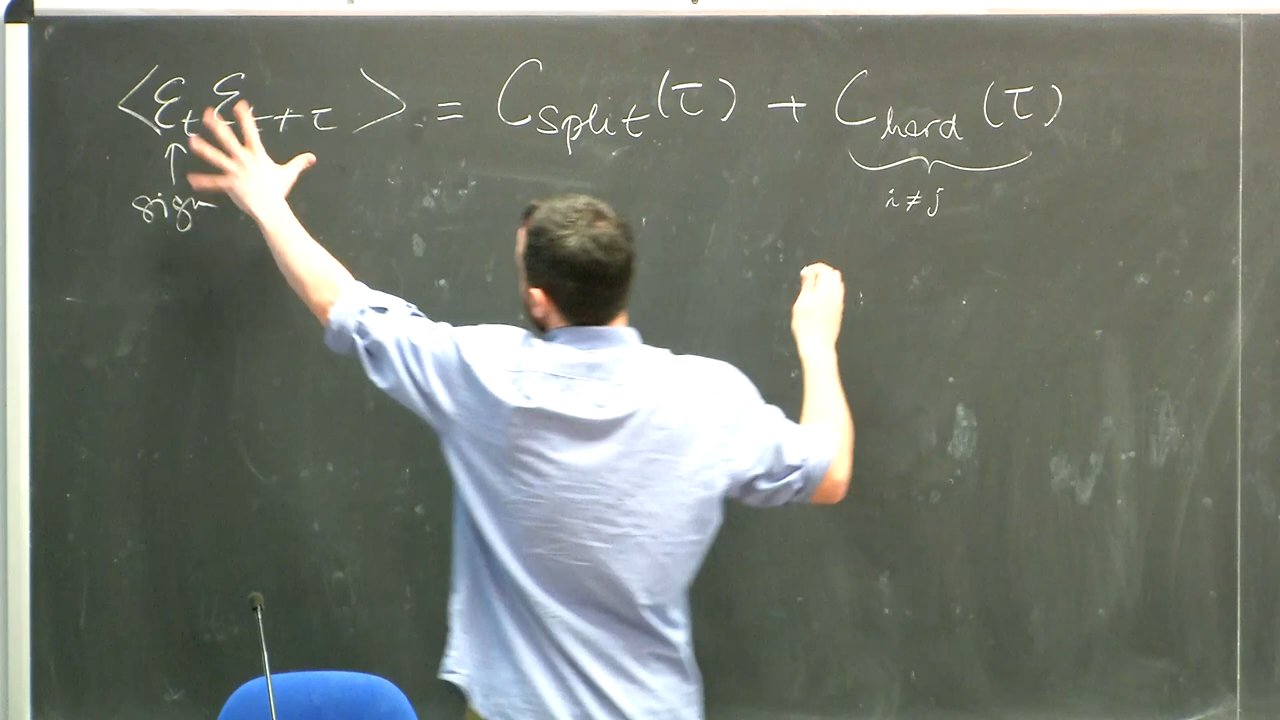 ⟨ε_t ε_{t+τ}⟩ = C_split(τ) + C_herd(τ)
↑
sign i≠j